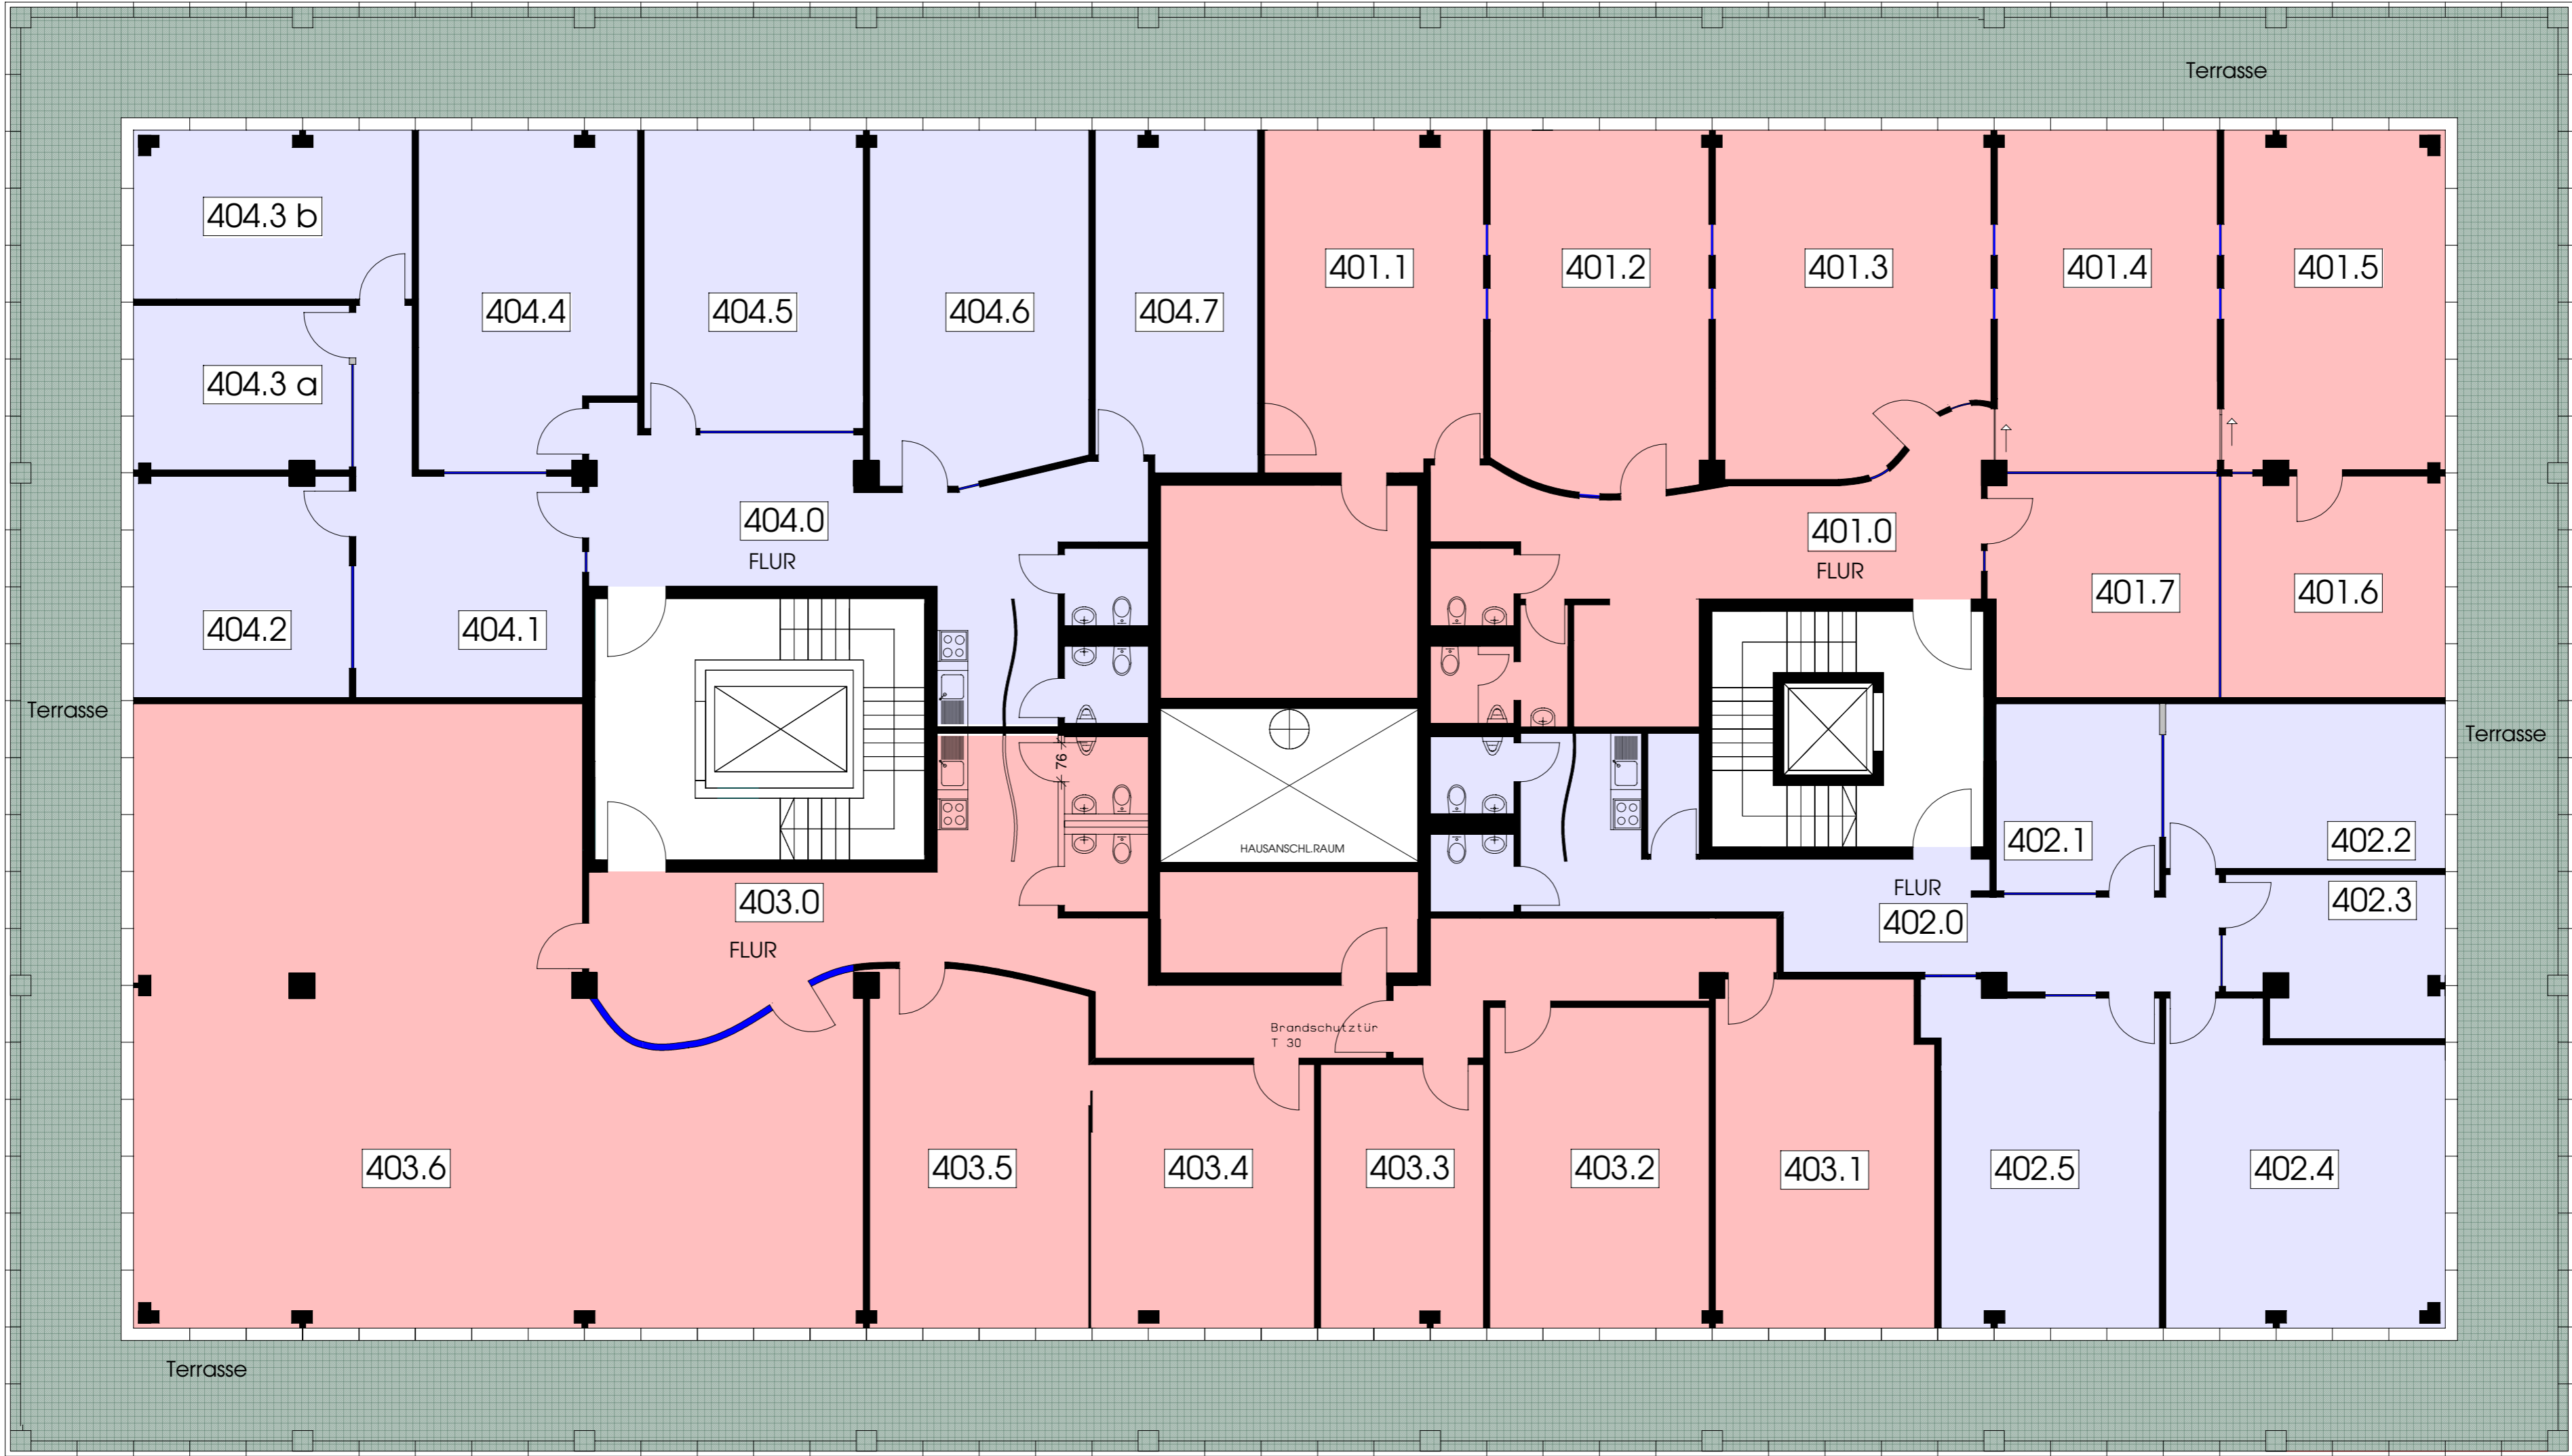 Terrasse
404.3 b
401.1
401.2
401.3
401.4
401.5
404.4
404.5
404.6
404.7
404.3 a
404.0
FLUR
401.0
FLUR
401.7
401.6
404.2
404.1
Terrasse
Terrasse
76
HAUSANSCHL.RAUM
402.1
402.2
403.0
FLUR
FLUR
402.0
402.3
Brandschutztür
T 30
403.6
403.5
403.4
403.3
403.2
403.1
402.5
402.4
Terrasse